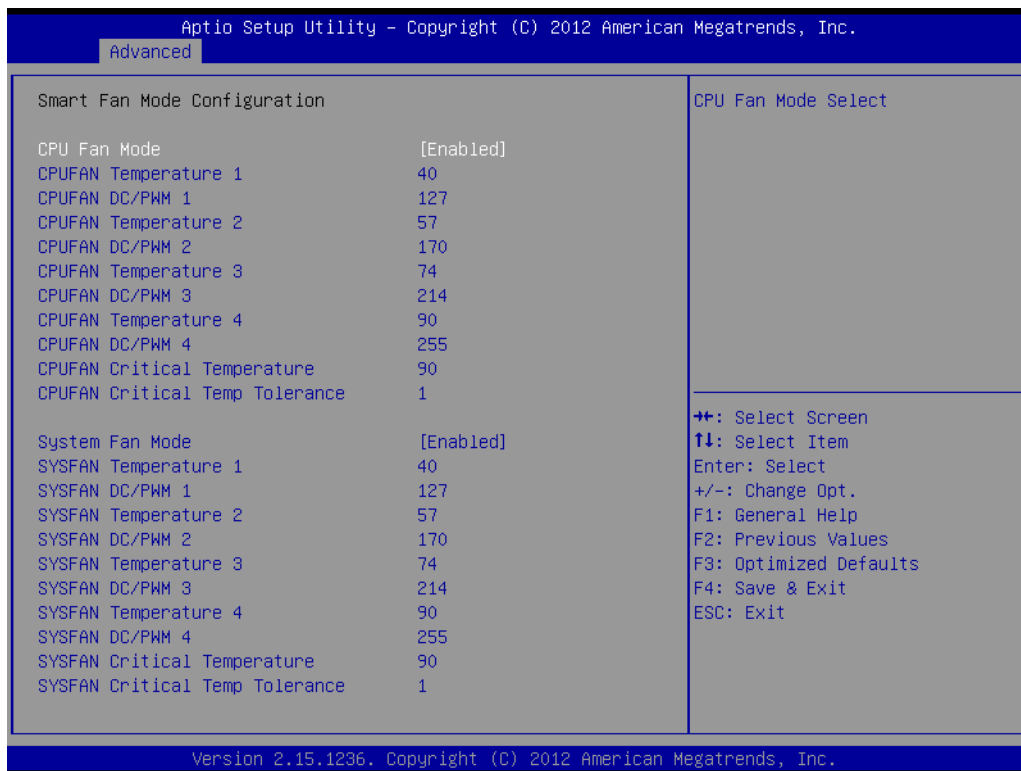 Aptio Setup Utility – Copyright (C) 2012 American Megatrends, Inc.
Advanced
Smart Fan Mode Configuration
CPU Fan Mode [Enabled]
CPUFAN Temperature 1 40
CPUFAN DC/PWM 1 127
CPUFAN Temperature 2 57
CPUFAN DC/PWM 2 170
CPUFAN Temperature 3 74
CPUFAN DC/PWM 3 214
CPUFAN Temperature 4 90
CPUFAN DC/PWM 4 255
CPUFAN Critical Temperature 90
CPUFAN Critical Temp Tolerance 1
System Fan Mode [Enabled]
SYSFAN Temperature 1 40
SYSFAN DC/PWM 1 127
SYSFAN Temperature 2 57
SYSFAN DC/PWM 2 170
SYSFAN Temperature 3 74
SYSFAN DC/PWM 3 214
SYSFAN Temperature 4 90
SYSFAN DC/PWM 4 255
SYSFAN Critical Temperature 90
SYSFAN Critical Temp Tolerance 1
CPU Fan Mode Select
→←: Select Screen
↑↓: Select Item
Enter: Select
+/-: Change Opt.
F1: General Help
F2: Previous Values
F3: Optimized Defaults
F4: Save & Exit
ESC: Exit
Version 2.15.1236. Copyright (C) 2012 American Megatrends, Inc.